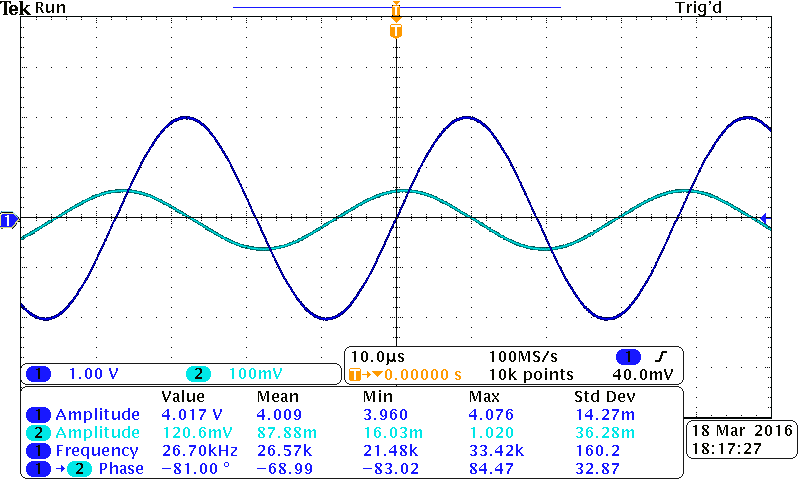 Tek Run Trig'd
T
T
1
1 1.00 V 2 100mV
10.0µs 100MS/s 1
T→▼0.00000 s 10k points 40.0mV
Value Mean Min Max Std Dev
1 Amplitude 4.017 V 4.009 3.960 4.076 14.27m
2 Amplitude 120.6mV 87.88m 16.03m 1.020 36.28m
1 Frequency 26.70kHz 26.57k 21.48k 33.42k 160.2
1 → 2 Phase −81.00 ° −68.99 −83.02 84.47 32.87
18 Mar 2016
18:17:27